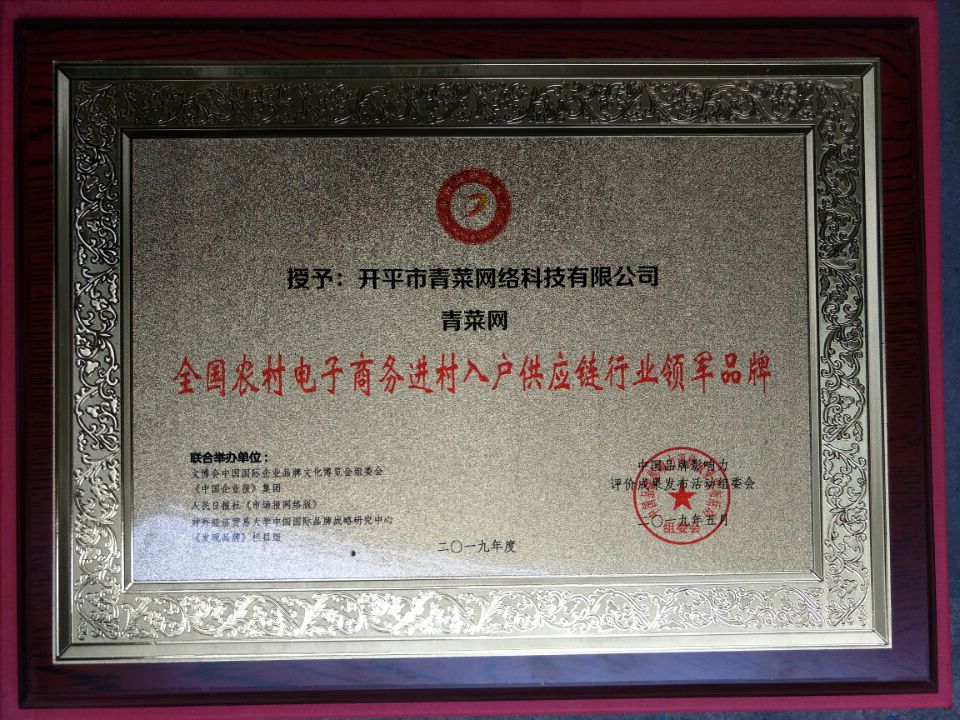 授予：开平市青菜网络科技有限公司
青菜网
全国农村电子商务进村入户供应链行业领军品牌
联合举办单位：
文博会中国国际企业品牌文化博览会组委会
《中国企业报》集团
人民日报社《市场报网络版》
对外经济贸易大学中国国际品牌战略研究中心
《发现品牌》栏目组
二〇一九年度
中国品牌影响力
评价成果发布活动组委会
二〇一九年五月
组委会